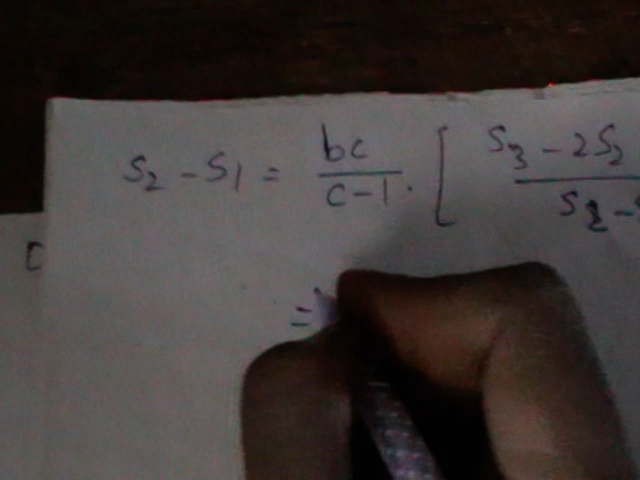 S₂ - S₁ = bc / c-1 · [ S₃ - 2S₂ / S₂ -
=